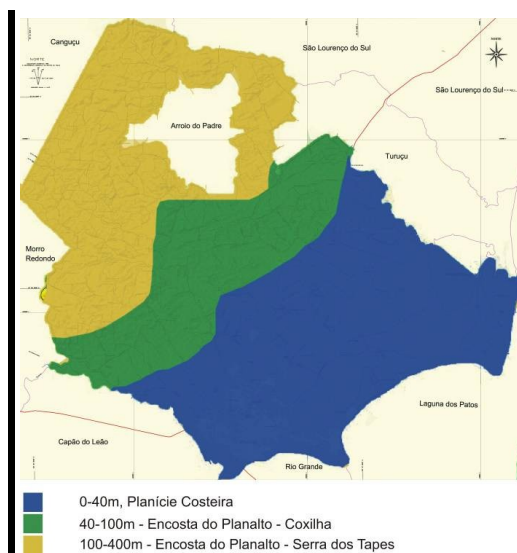 Canguçu
São Lourenço do Sul
NORTE
São Lourenço do Sul
Arroio do Padre
Turuçu
Morro
Redondo
Laguna dos Patos
Capão do Leão
Rio Grande
0-40m, Planície Costeira
40-100m - Encosta do Planalto - Coxilha
100-400m - Encosta do Planalto - Serra dos Tapes